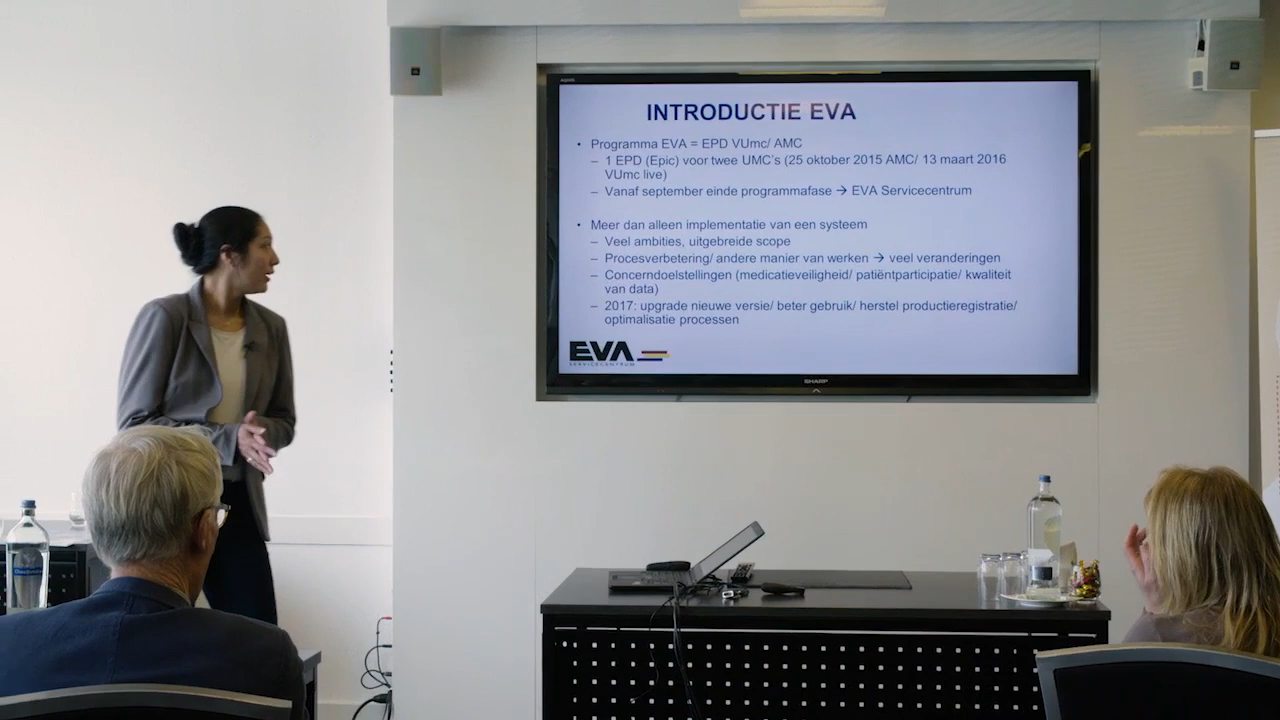 INTRODUCTIE EVA
• Programma EVA = EPD VUmc/ AMC
– 1 EPD (Epic) voor twee UMC's (25 oktober 2015 AMC/ 13 maart 2016
VUmc live)
– Vanaf september einde programmafase → EVA Servicecentrum
• Meer dan alleen implementatie van een systeem
– Veel ambities, uitgebreide scope
– Procesverbetering/ andere manier van werken → veel veranderingen
– Concerndoelstellingen (medicatieveiligheid/ patiëntparticipatie/ kwaliteit
van data)
– 2017: upgrade nieuwe versie/ beter gebruik/ herstel productieregistratie/
optimalisatie processen
EVA
SERVICECENTRUM
SHARP